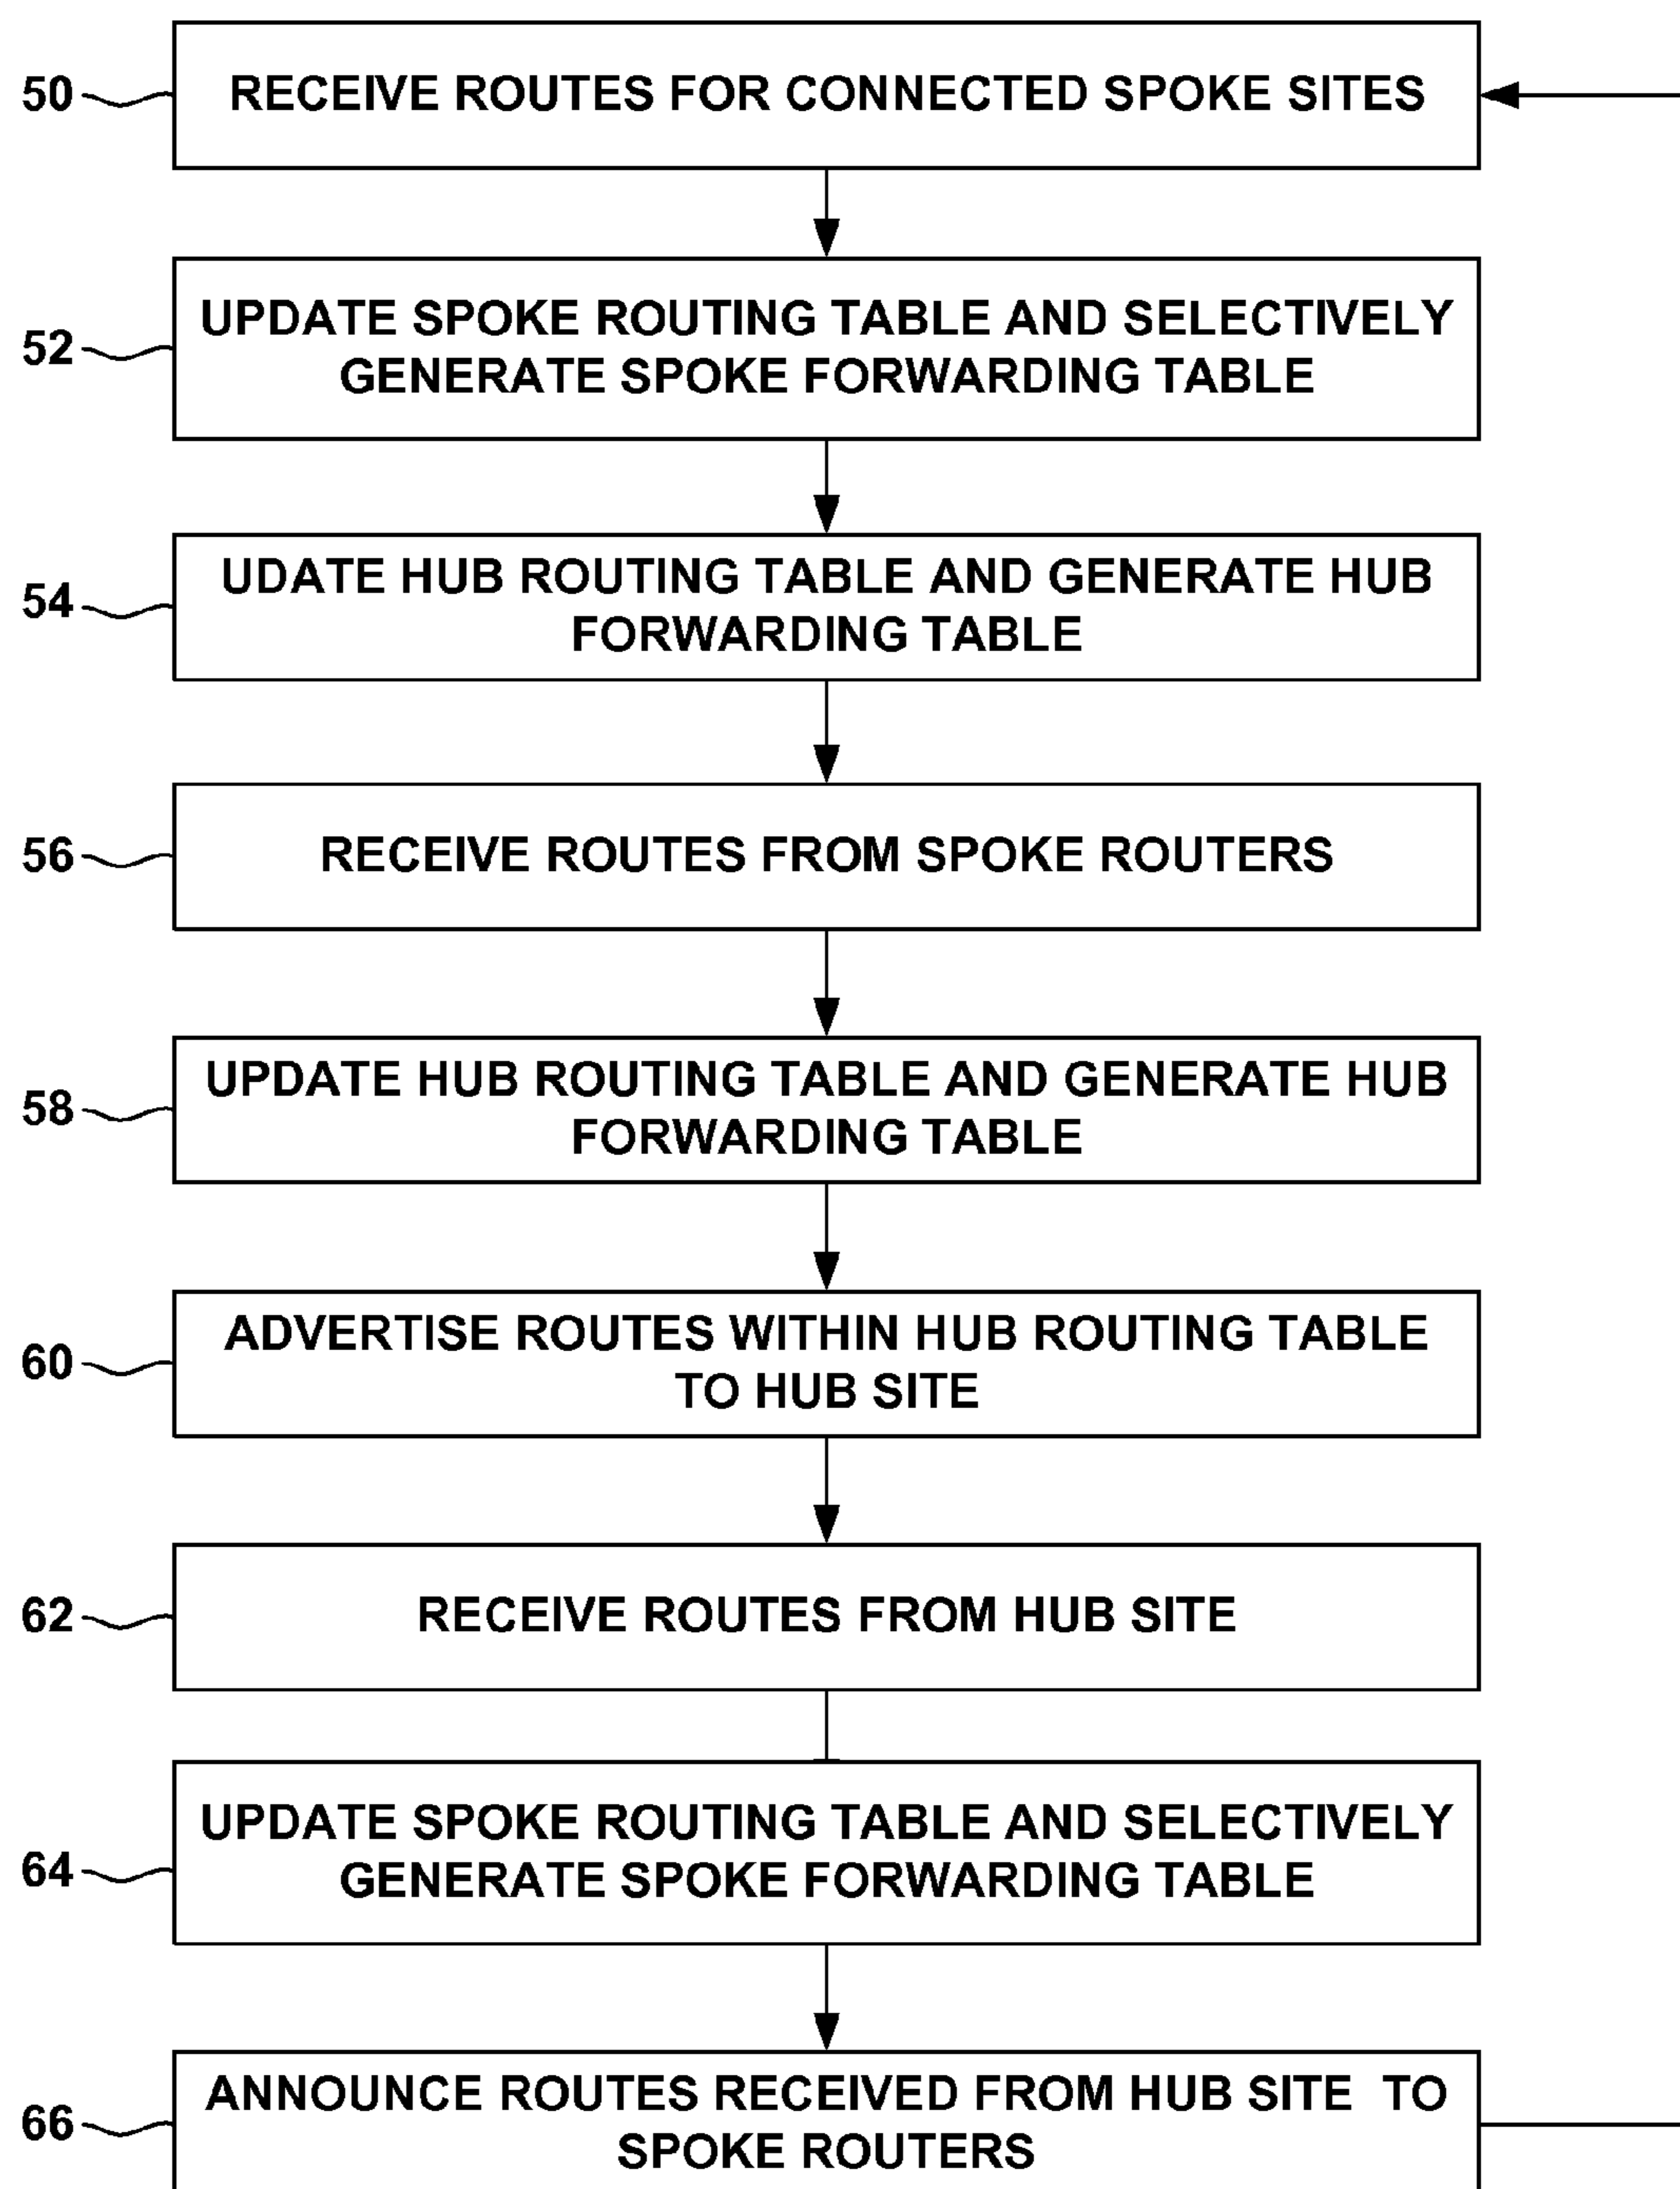 50
RECEIVE ROUTES FOR CONNECTED SPOKE SITES
52
UPDATE SPOKE ROUTING TABLE AND SELECTIVELY
GENERATE SPOKE FORWARDING TABLE
54
UDATE HUB ROUTING TABLE AND GENERATE HUB
FORWARDING TABLE
56
RECEIVE ROUTES FROM SPOKE ROUTERS
58
UPDATE HUB ROUTING TABLE AND GENERATE HUB
FORWARDING TABLE
60
ADVERTISE ROUTES WITHIN HUB ROUTING TABLE
TO HUB SITE
62
RECEIVE ROUTES FROM HUB SITE
64
UPDATE SPOKE ROUTING TABLE AND SELECTIVELY
GENERATE SPOKE FORWARDING TABLE
66
ANNOUNCE ROUTES RECEIVED FROM HUB SITE TO
SPOKE ROUTERS